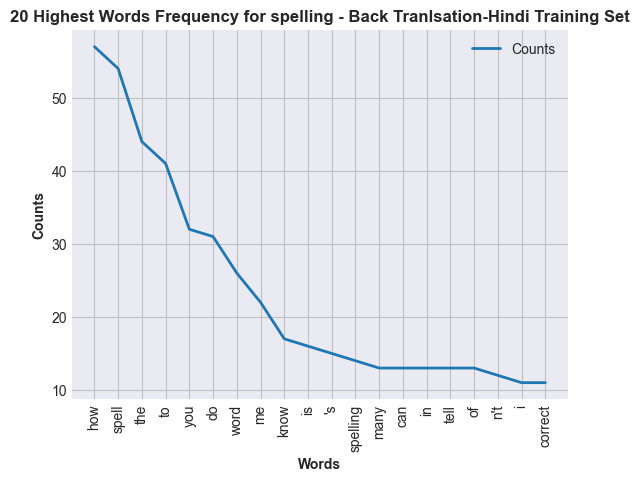 20 Highest Words Frequency for spelling - Back Tranlsation-Hindi Training Set
Counts
Counts
50
40
30
20
10
how
spell
the
to
you
do
word
me
know
is
's
spelling
many
can
in
tell
of
n't
i
correct
Words